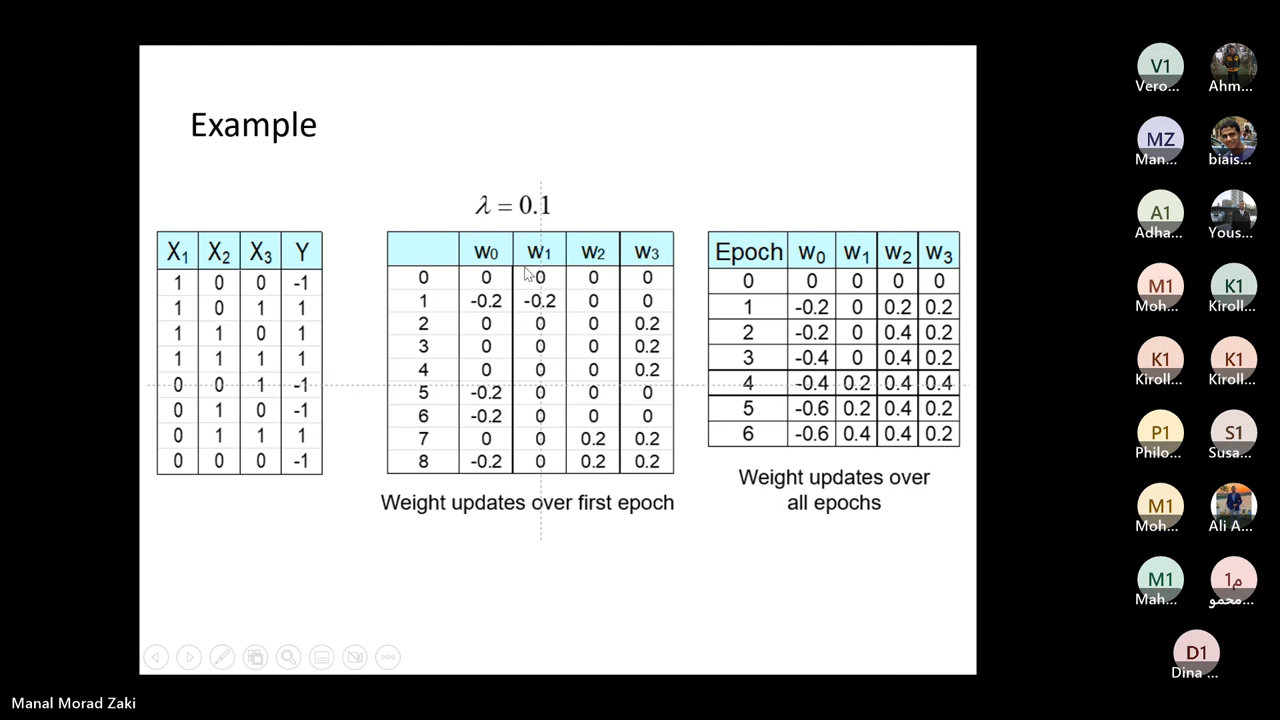 Example
λ = 0.1
X1 X2 X3 Y
1 0 0 -1
1 0 1 1
1 1 0 1
1 1 1 1
0 0 1 -1
0 1 0 -1
0 1 1 1
0 0 0 -1
w0 w1 w2 w3
0 0 0 0 0
1 -0.2 -0.2 0 0
2 0 0 0 0.2
3 0 0 0 0.2
4 0 0 0 0.2
5 -0.2 0 0 0
6 -0.2 0 0 0
7 0 0 0.2 0.2
8 -0.2 0 0.2 0.2
Weight updates over first epoch
Epoch w0 w1 w2 w3
0 0 0 0 0
1 -0.2 0 0.2 0.2
2 -0.2 0 0.4 0.2
3 -0.4 0 0.4 0.2
4 -0.4 0.2 0.4 0.4
5 -0.6 0.2 0.4 0.2
6 -0.6 0.4 0.4 0.2
Weight updates over
all epochs
V1
Vero...
Ahm...
MZ
Man...
biais...
A1
Adha...
Yous...
M1
Moh...
K1
Kiroll...
K1
Kiroll...
K1
Kiroll...
P1
Philo...
S1
Susa...
M1
Moh...
Ali A...
M1
Mah...
م1
محمو...
D1
Dina ...
Manal Morad Zaki